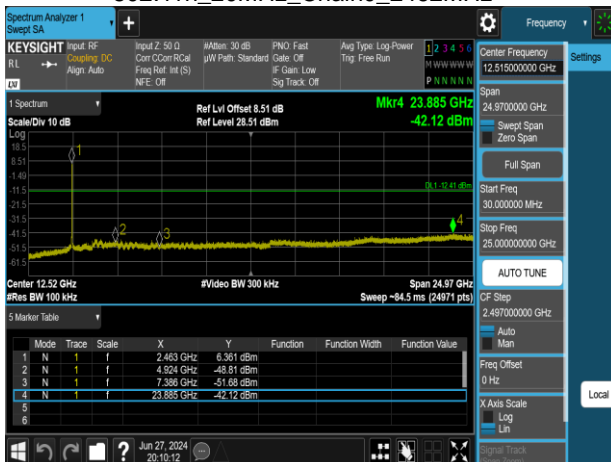 Spectrum Analyzer 1
Swept SA
+
Frequency
KEYSIGHT Input: RF
RL
Coupling: DC
Align: Auto
LXI
Input Z: 50 Ω
Corr CCorr RCal
Freq Ref: Int (S)
NFE: Off
#Atten: 30 dB
µW Path: Standard
PNO: Fast
Gate: Off
IF Gain: Low
Sig Track: Off
Avg Type: Log-Power
Trig: Free Run
1 2 3 4 5 6
M W W W W W
P N N N N N
1 Spectrum
Scale/Div 10 dB
Ref Lvl Offset 8.51 dB
Ref Level 28.51 dBm
Mkr4 23.885 GHz
-42.12 dBm
Log
18.5
8.51
-1.49
-11.5
-21.5
-31.5
-41.5
-51.5
-61.5
1
2
3
4
DL1 -12.41 dBm
Center 12.52 GHz
#Res BW 100 kHz
#Video BW 300 kHz
Span 24.97 GHz
Sweep ~84.5 ms (24971 pts)
5 Marker Table
Mode Trace Scale X Y Function Function Width Function Value
1 N 1 f 2.463 GHz 6.361 dBm
2 N 1 f 4.924 GHz -48.81 dBm
3 N 1 f 7.386 GHz -51.68 dBm
4 N 1 f 23.885 GHz -42.12 dBm
5
6
?
Jun 27, 2024
20:10:12
Center Frequency
12.515000000 GHz
Settings
Span
24.9700000 GHz
Swept Span
Zero Span
Full Span
Start Freq
30.000000 MHz
Stop Freq
25.000000000 GHz
AUTO TUNE
CF Step
2.497000000 GHz
Auto
Man
Freq Offset
0 Hz
X Axis Scale
Log
Lin
Local
Signal Track